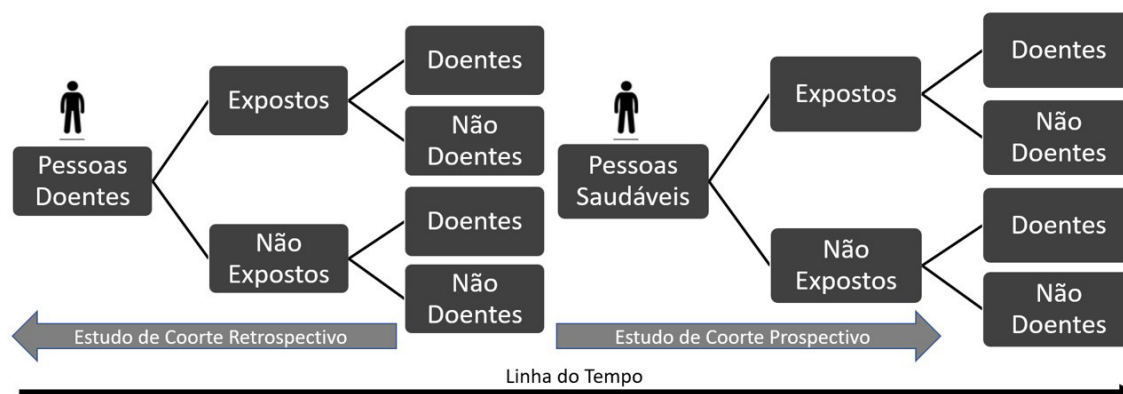 Pessoas
Doentes
Expostos
Não
Expostos
Doentes
Não
Doentes
Doentes
Não
Doentes
Estudo de Coorte Retrospectivo
Pessoas
Saudáveis
Expostos
Não
Expostos
Doentes
Não
Doentes
Doentes
Não
Doentes
Estudo de Coorte Prospectivo
Linha do Tempo